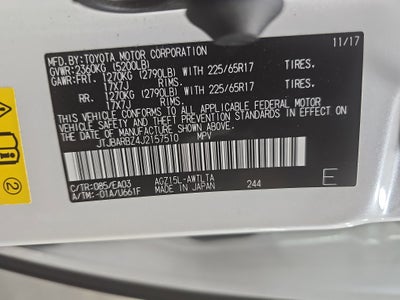 MFD.BY:TOYOTA MOTOR CORPORATION 11/17
GVWR:2360KG (5200LB)
GAWR:FRT. 1270KG (2790LB) WITH 225/65R17 TIRES.
17X7J RIMS.
RR. 1270KG (2790LB) WITH 225/65R17 TIRES.
17X7J RIMS.
THIS VEHICLE CONFORMS TO ALL APPLICABLE FEDERAL MOTOR
VEHICLE SAFETY AND THEFT PREVENTION STANDARDS IN EFFECT ON
THE DATE OF MANUFACTURE SHOWN ABOVE.
JTJBARBZ4J2157510 MPV
C/TR:085/EA03 AGZ15L-AWTLTA
A/TM:-01A/U661F MADE IN JAPAN 244 E
2